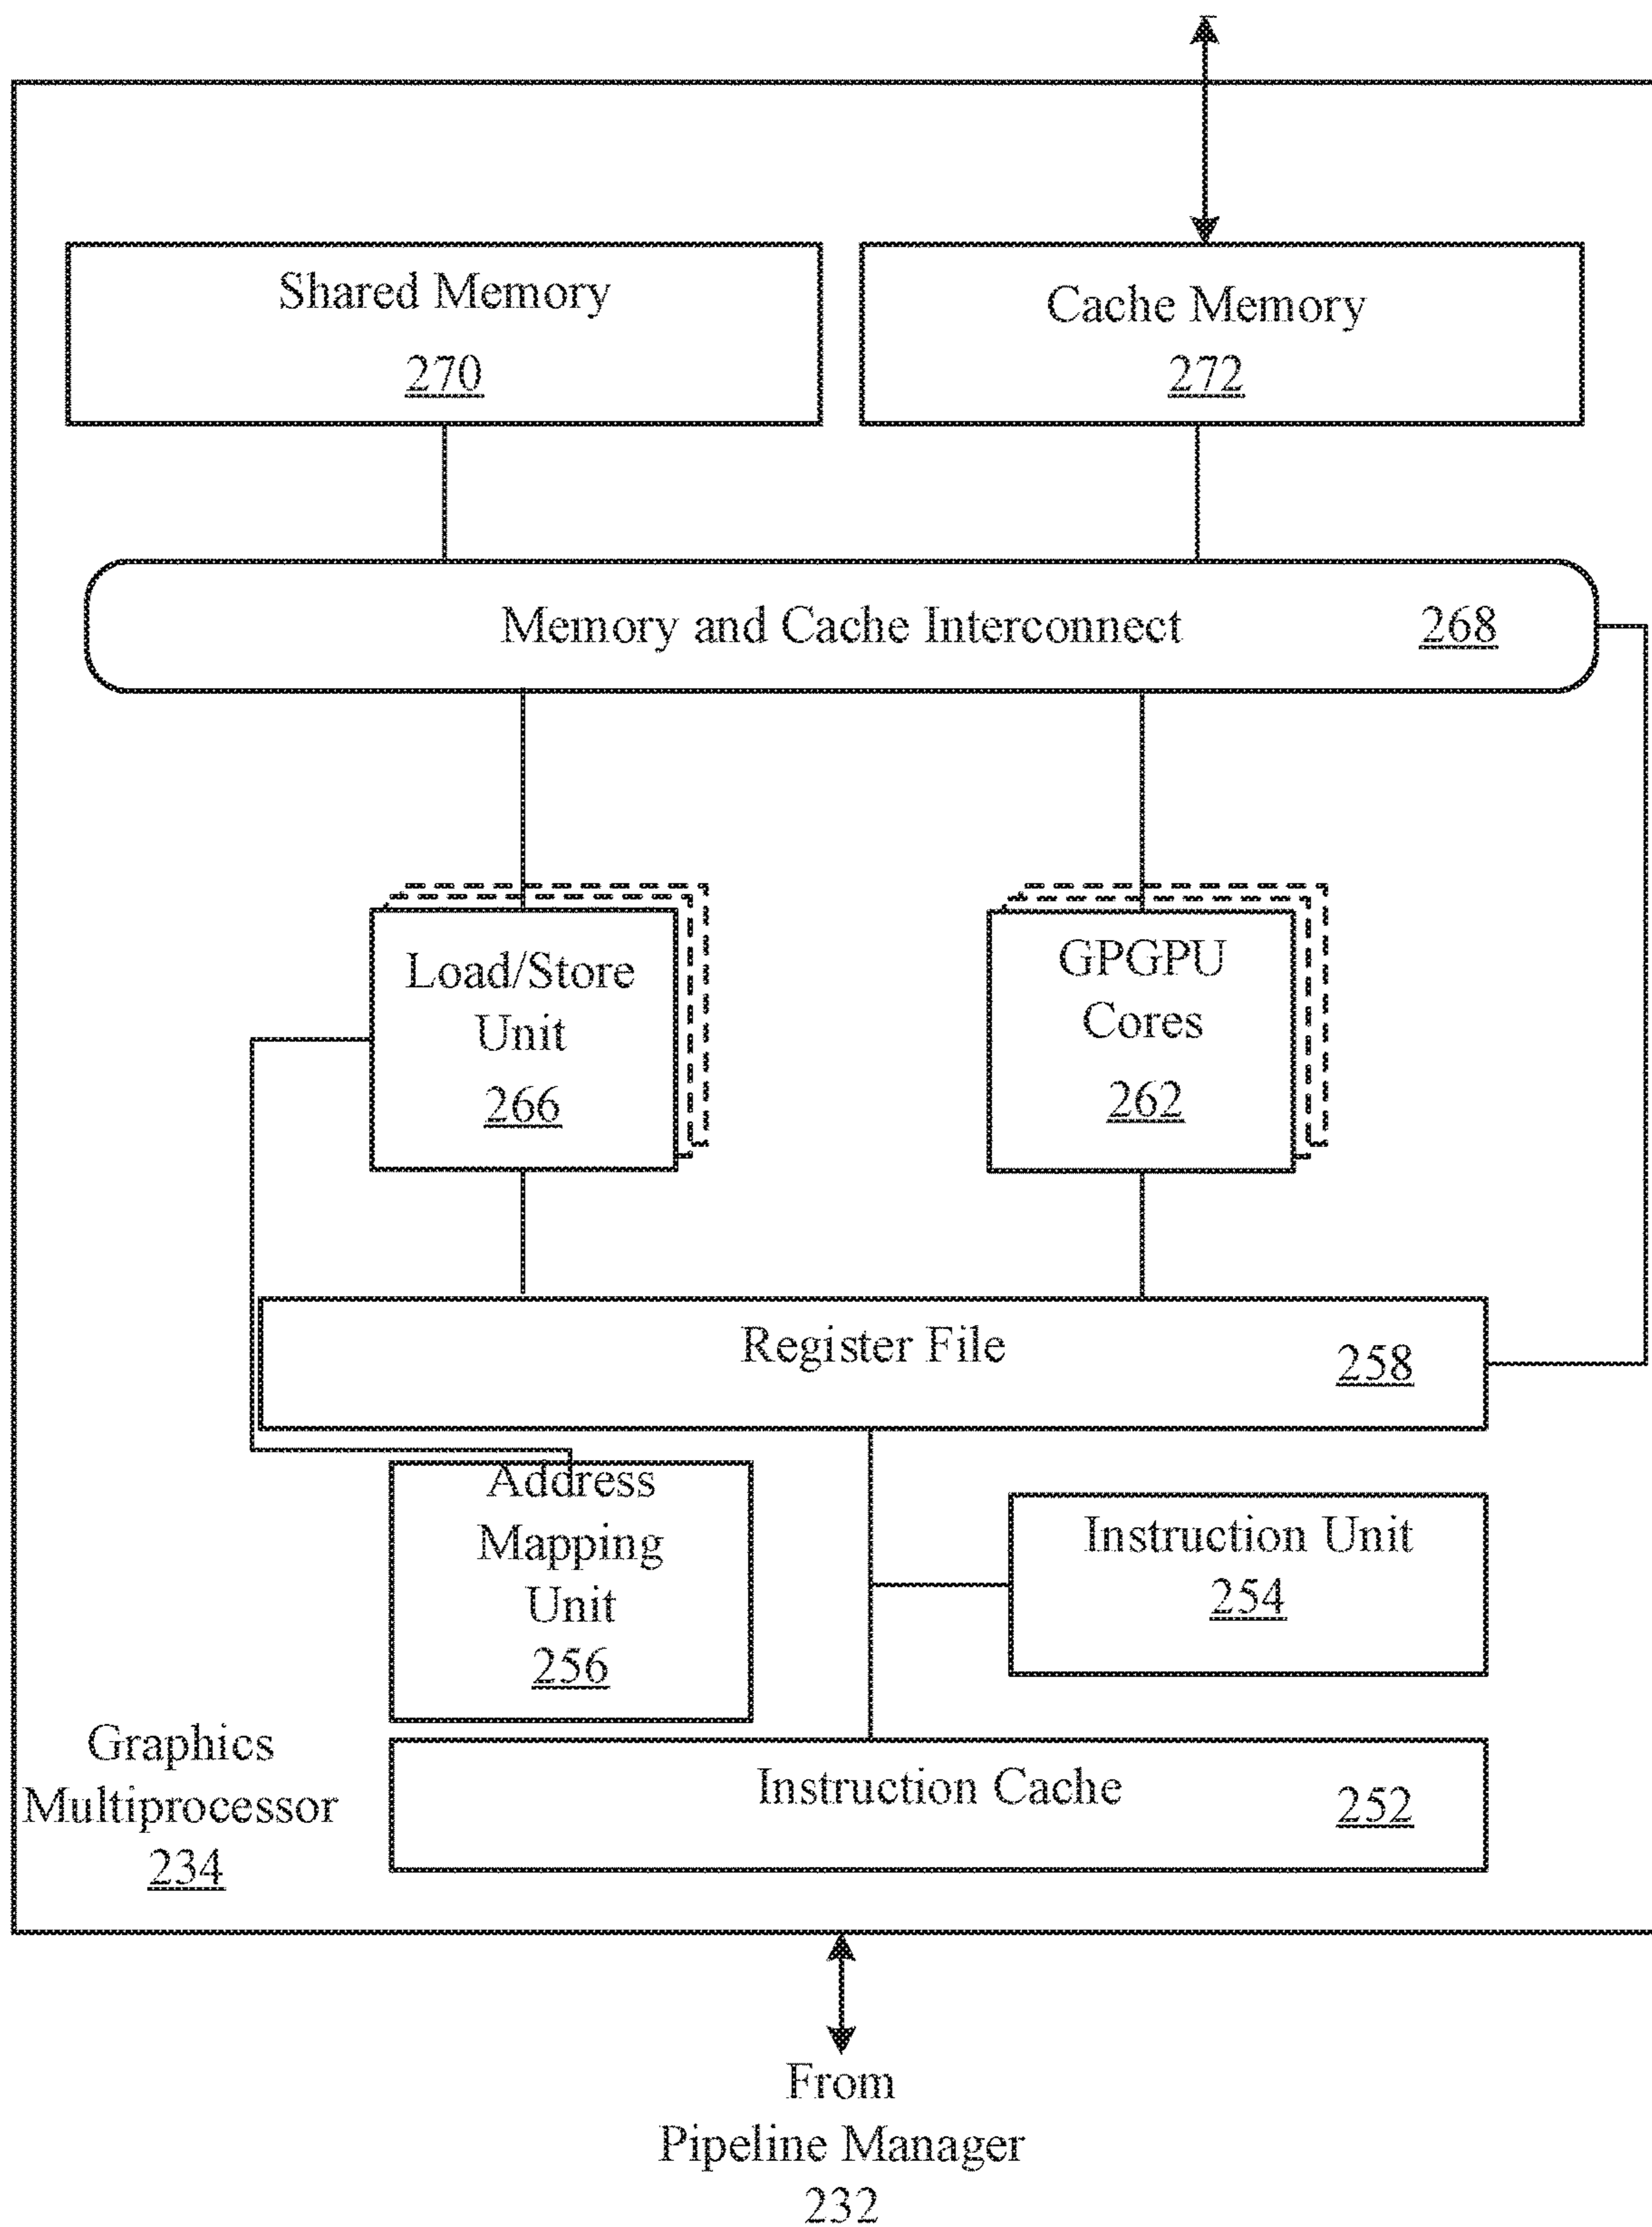 Shared Memory
270
Cache Memory
272
Memory and Cache Interconnect 268
Load/Store
Unit
266
GPGPU
Cores
262
Register File 258
Address
Mapping
Unit
256
Instruction Unit
254
Graphics
Multiprocessor
234
Instruction Cache 252
From
Pipeline Manager
232